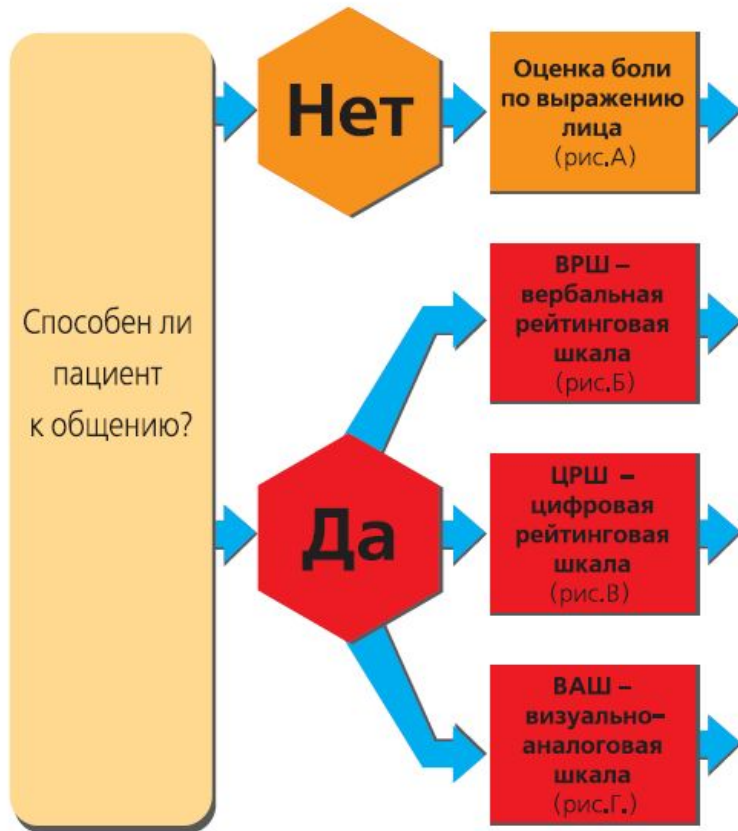 Способен ли
пациент
к общению?
Нет
Оценка боли
по выражению
лица
(рис.А)
Да
ВРШ –
вербальная
рейтинговая
шкала
(рис.Б)
ЦРШ –
цифровая
рейтинговая
шкала
(рис.В)
ВАШ –
визуально–
аналоговая
шкала
(рис.Г.)